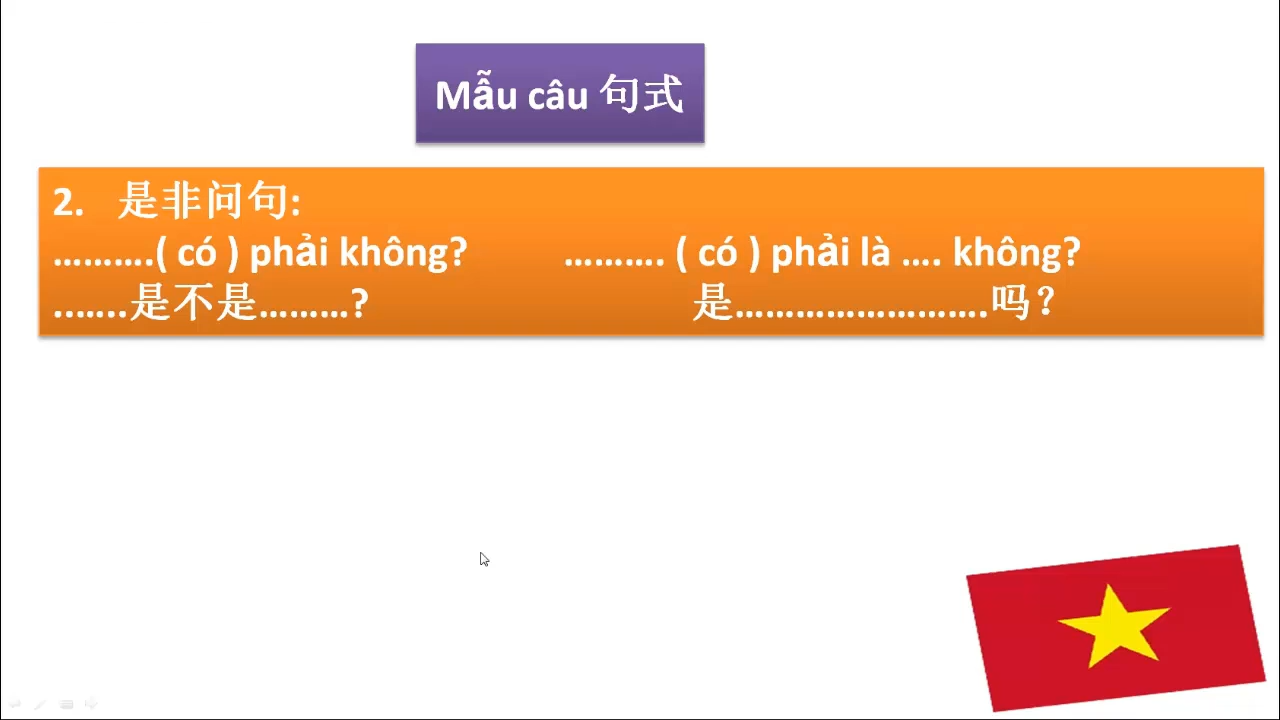 Mẫu câu 句式
2. 是非问句:
……….( có ) phải không? ………. ( có ) phải là …. không?
.……是不是………? 是…………………….吗?